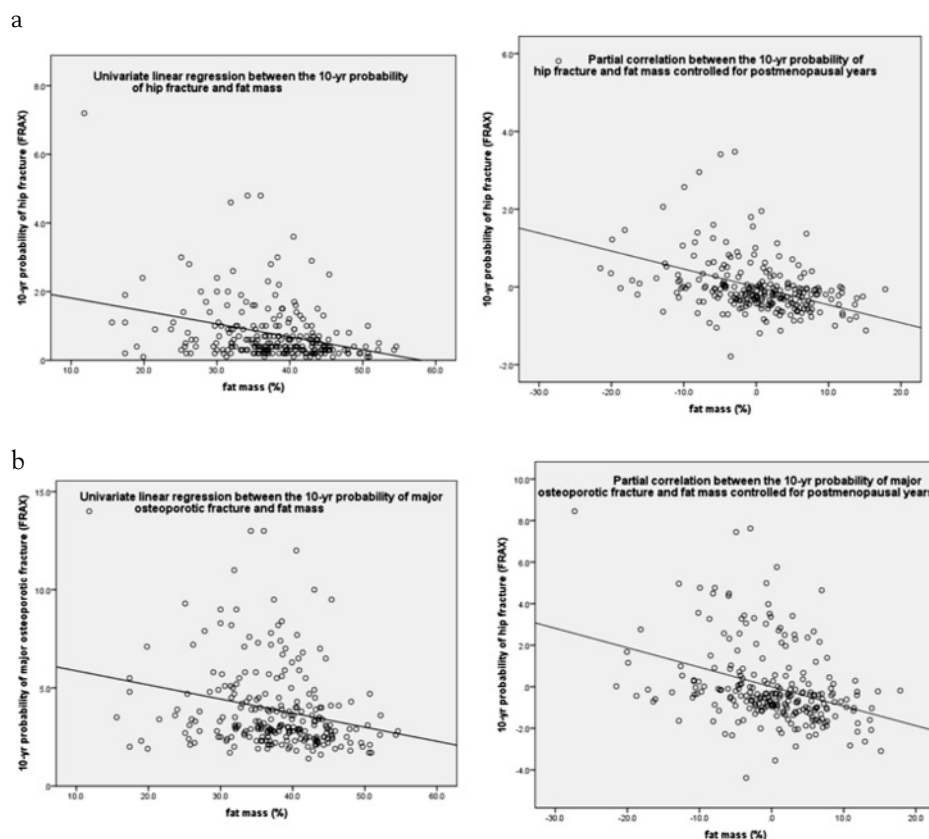 a
Univariate linear regression between the 10-yr probability
of hip fracture and fat mass
10-yr probability of hip fracture (FRAX)
8.0
6.0
4.0
2.0
.0
10.0 20.0 30.0 40.0 50.0 60.0
fat mass (%)
Partial correlation between the 10-yr probability of
hip fracture and fat mass controlled for postmenopausal years
10-yr probability of hip fracture (FRAX)
6.0
4.0
2.0
.0
-2.0
-30.0 -20.0 -10.0 .0 10.0 20.0
fat mass (%)
b
Univariate linear regression between the 10-yr probability of major
osteoporotic fracture and fat mass
10-yr probability of major osteoporotic fracture (FRAX)
15.0
10.0
5.0
.0
10.0 20.0 30.0 40.0 50.0 60.0
fat mass (%)
Partial correlation between the 10-yr probability of major
osteoporotic fracture and fat mass controlled for postmenopausal years
10-yr probability of hip fracture (FRAX)
10.0
8.0
6.0
4.0
2.0
.0
-2.0
-4.0
-30.0 -20.0 -10.0 .0 10.0 20.0
fat mass (%)